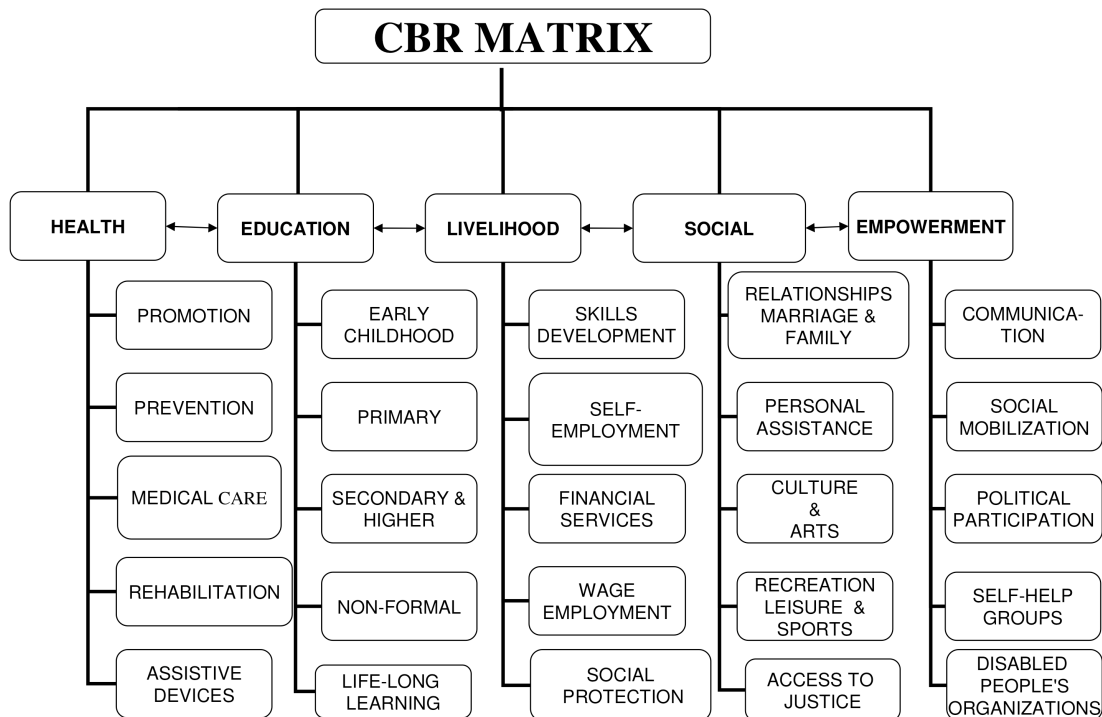 CBR MATRIX
HEALTH
EDUCATION
LIVELIHOOD
SOCIAL
EMPOWERMENT
PROMOTION
PREVENTION
MEDICAL CARE
REHABILITATION
ASSISTIVE
DEVICES
EARLY
CHILDHOOD
PRIMARY
SECONDARY &
HIGHER
NON-FORMAL
LIFE-LONG
LEARNING
SKILLS
DEVELOPMENT
SELF-
EMPLOYMENT
FINANCIAL
SERVICES
WAGE
EMPLOYMENT
SOCIAL
PROTECTION
RELATIONSHIPS
MARRIAGE &
FAMILY
PERSONAL
ASSISTANCE
CULTURE
&
ARTS
RECREATION
LEISURE &
SPORTS
ACCESS TO
JUSTICE
COMMUNICA-
TION
SOCIAL
MOBILIZATION
POLITICAL
PARTICIPATION
SELF-HELP
GROUPS
DISABLED
PEOPLE'S
ORGANIZATIONS